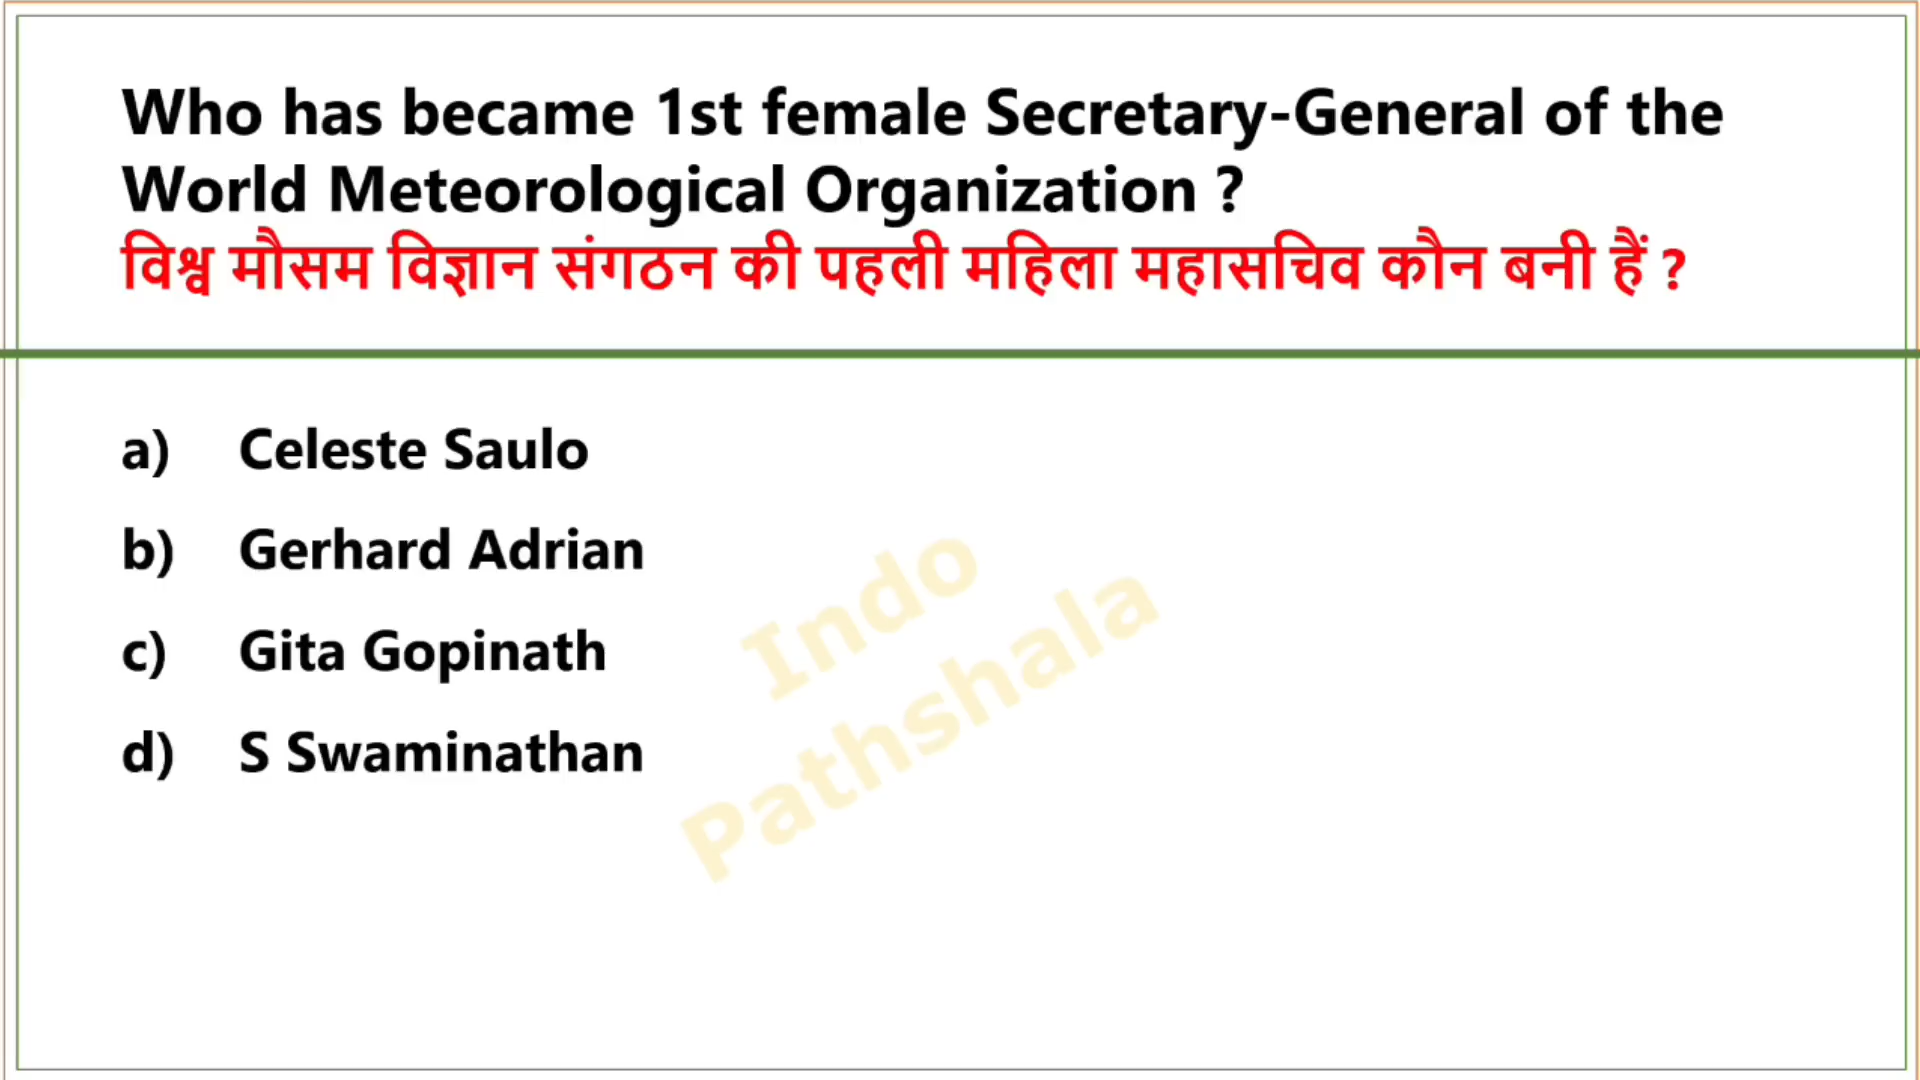 Who has became 1st female Secretary-General of the
World Meteorological Organization ?
विश्व मौसम विज्ञान संगठन की पहली महिला महासचिव कौन बनी हैं ?
a) Celeste Saulo
b) Gerhard Adrian
c) Gita Gopinath
d) S Swaminathan
Indo
Pathshala